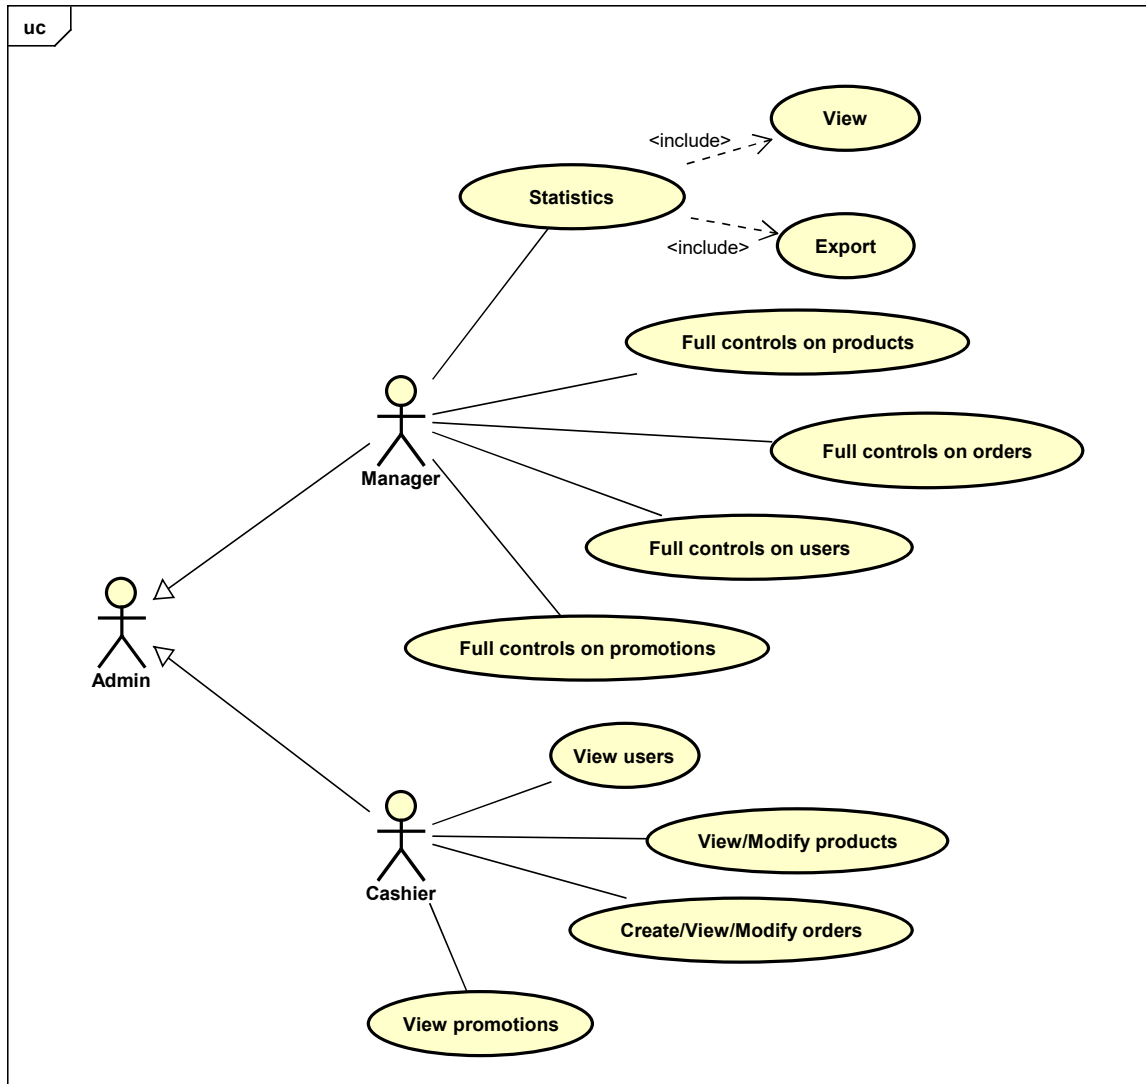 uc
View
<include>
Statistics
Export
<include>
Full controls on products
Full controls on orders
Manager
Full controls on users
Full controls on promotions
Admin
View users
View/Modify products
Cashier
Create/View/Modify orders
View promotions